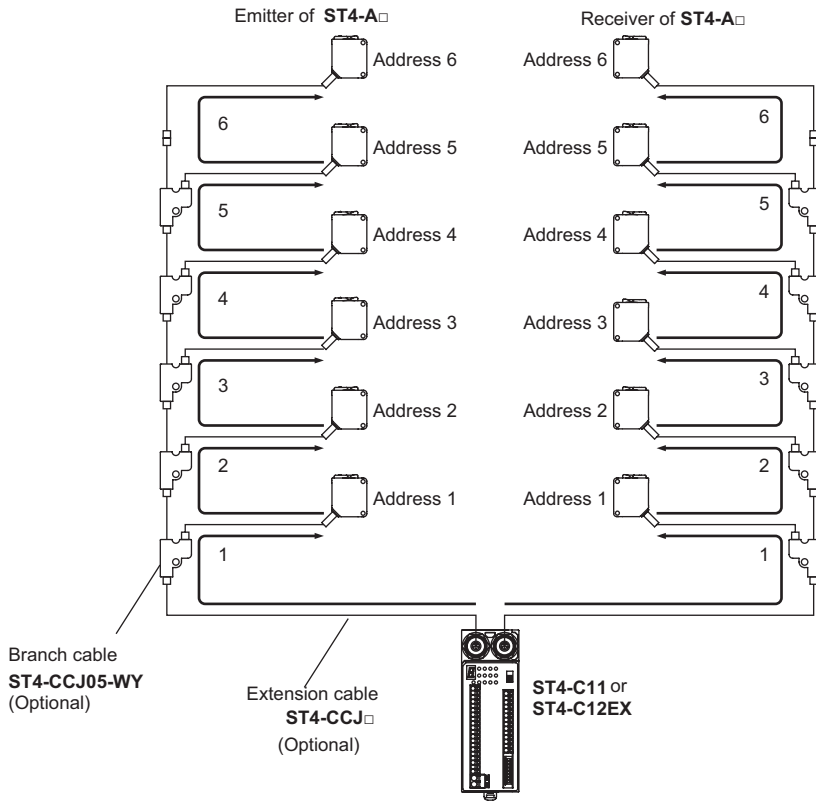 Emitter of ST4-A□
Receiver of ST4-A□
Address 6
Address 6
6
6
Address 5
Address 5
5
5
Address 4
Address 4
4
4
Address 3
Address 3
3
3
Address 2
Address 2
2
2
Address 1
Address 1
1
1
Branch cable
ST4-CCJ05-WY
(Optional)
Extension cable
ST4-CCJ□
(Optional)
ST4-C11 or
ST4-C12EX